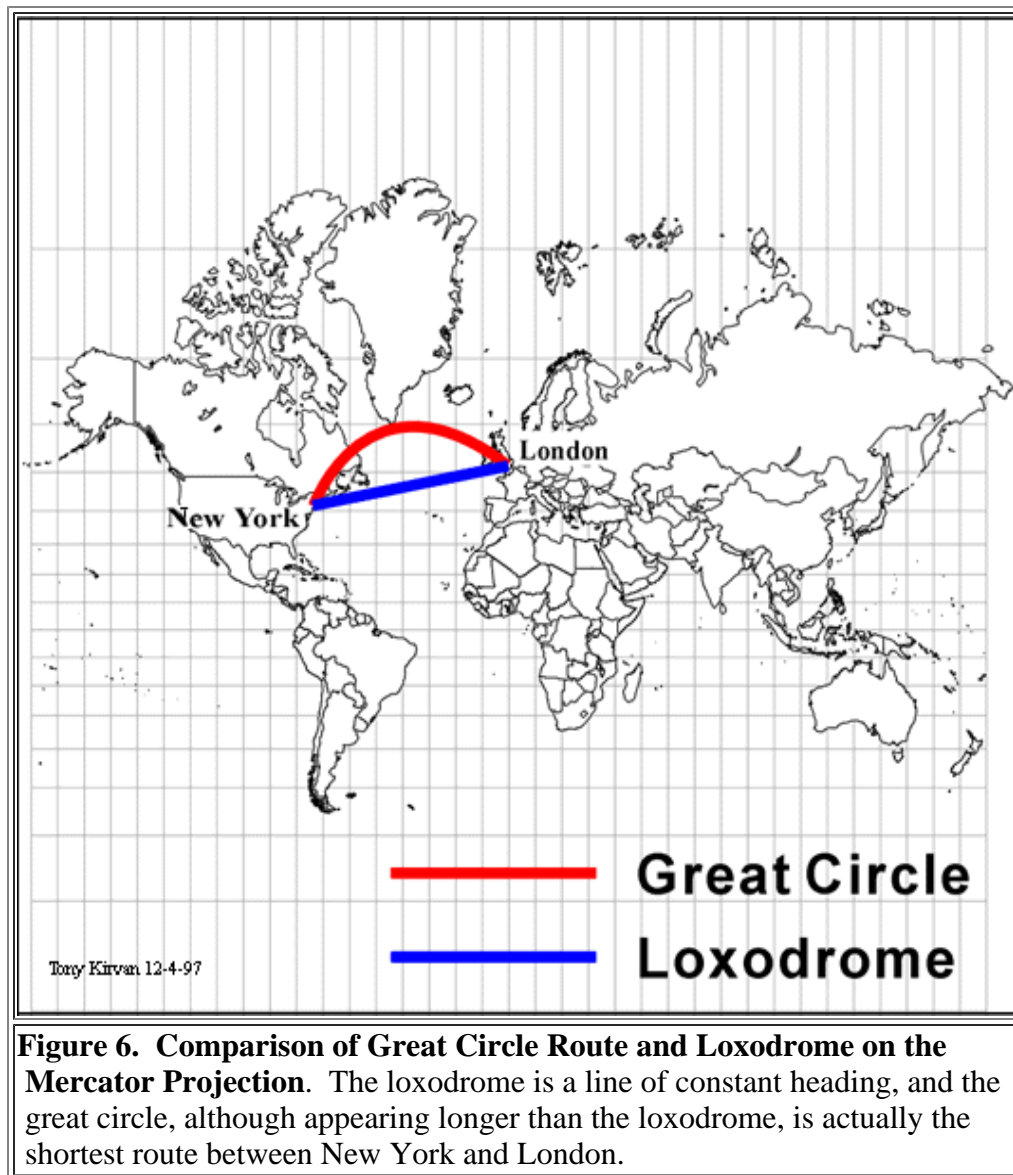 London
New York
Great Circle
Loxodrome
Tony Kirvan 12-4-97
Figure 6. Comparison of Great Circle Route and Loxodrome on the
Mercator Projection. The loxodrome is a line of constant heading, and the
great circle, although appearing longer than the loxodrome, is actually the
shortest route between New York and London.